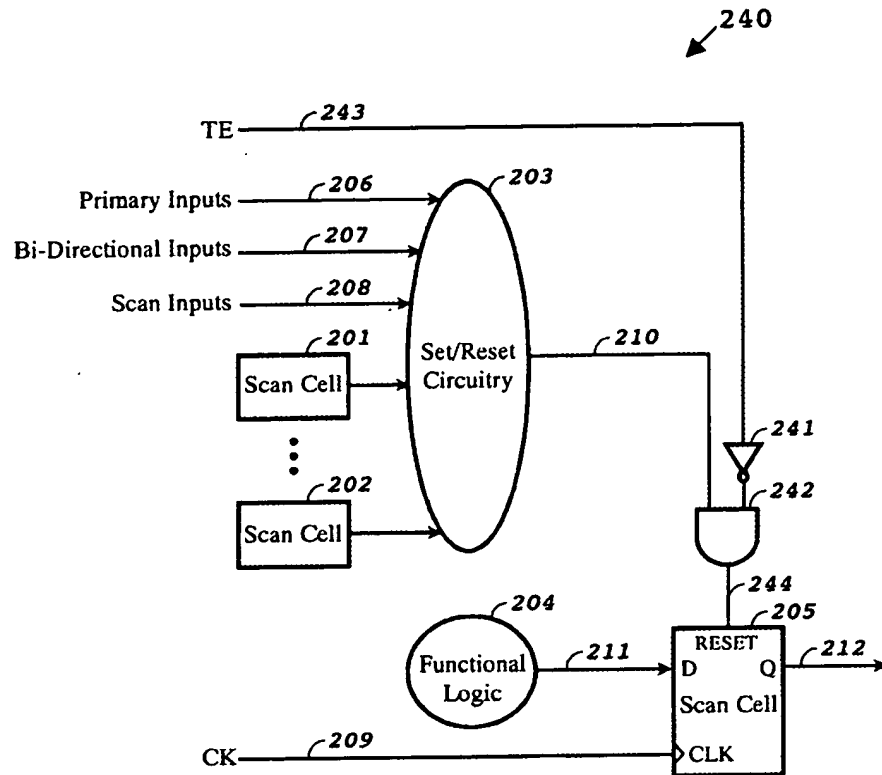 240
243
TE
203
206
Primary Inputs
207
Bi-Directional Inputs
208
Scan Inputs
201
Scan Cell
Set/Reset
Circuitry
210
241
202
Scan Cell
242
244
204
205
Functional
Logic
211
RESET
D
Q
212
Scan Cell
CK
209
CLK